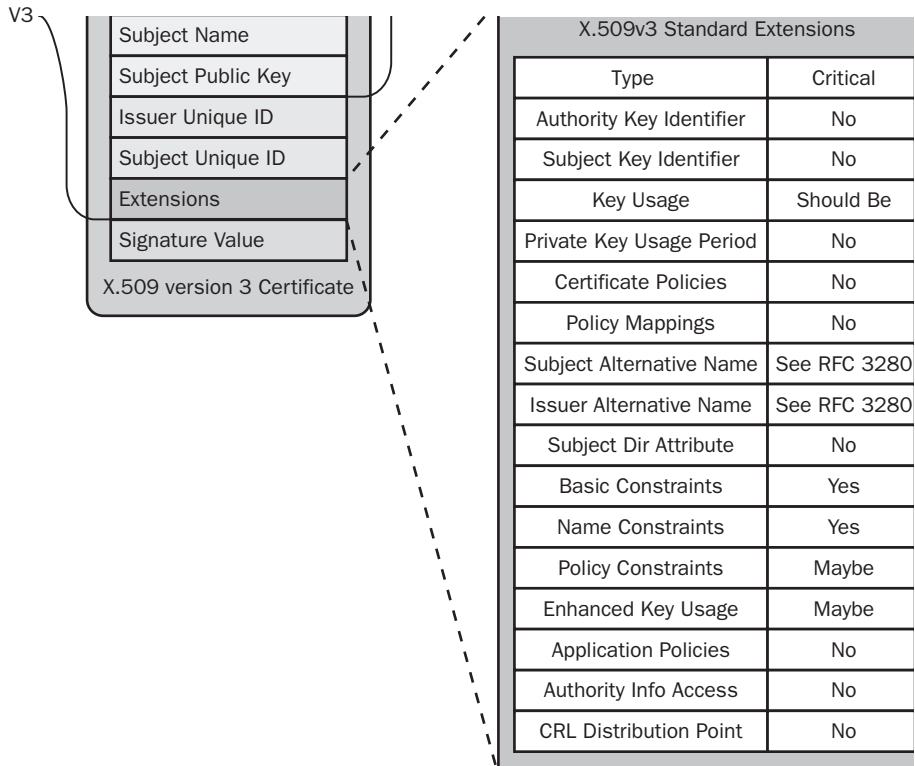 V3
Subject Name
Subject Public Key
Issuer Unique ID
Subject Unique ID
Extensions
Signature Value
X.509 version 3 Certificate
X.509v3 Standard Extensions
Type Critical
Authority Key Identifier No
Subject Key Identifier No
Key Usage Should Be
Private Key Usage Period No
Certificate Policies No
Policy Mappings No
Subject Alternative Name See RFC 3280
Issuer Alternative Name See RFC 3280
Subject Dir Attribute No
Basic Constraints Yes
Name Constraints Yes
Policy Constraints Maybe
Enhanced Key Usage Maybe
Application Policies No
Authority Info Access No
CRL Distribution Point No